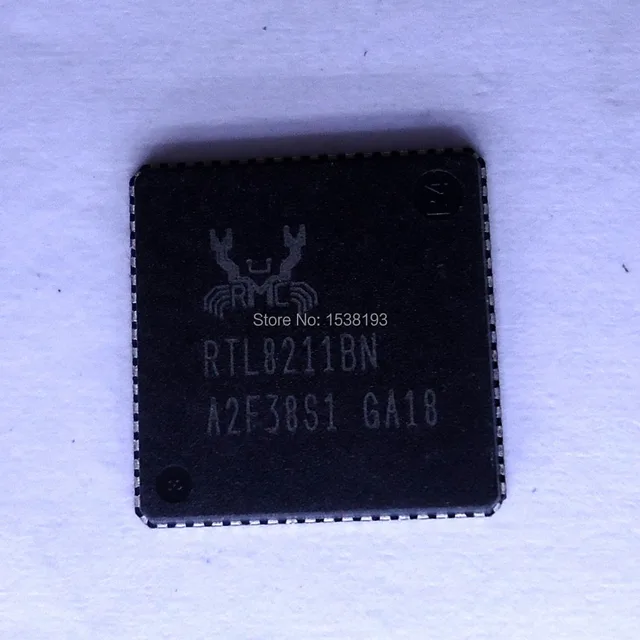 RMC
Store No: 1538193
RTL8211BN
A2F38S1 GA18